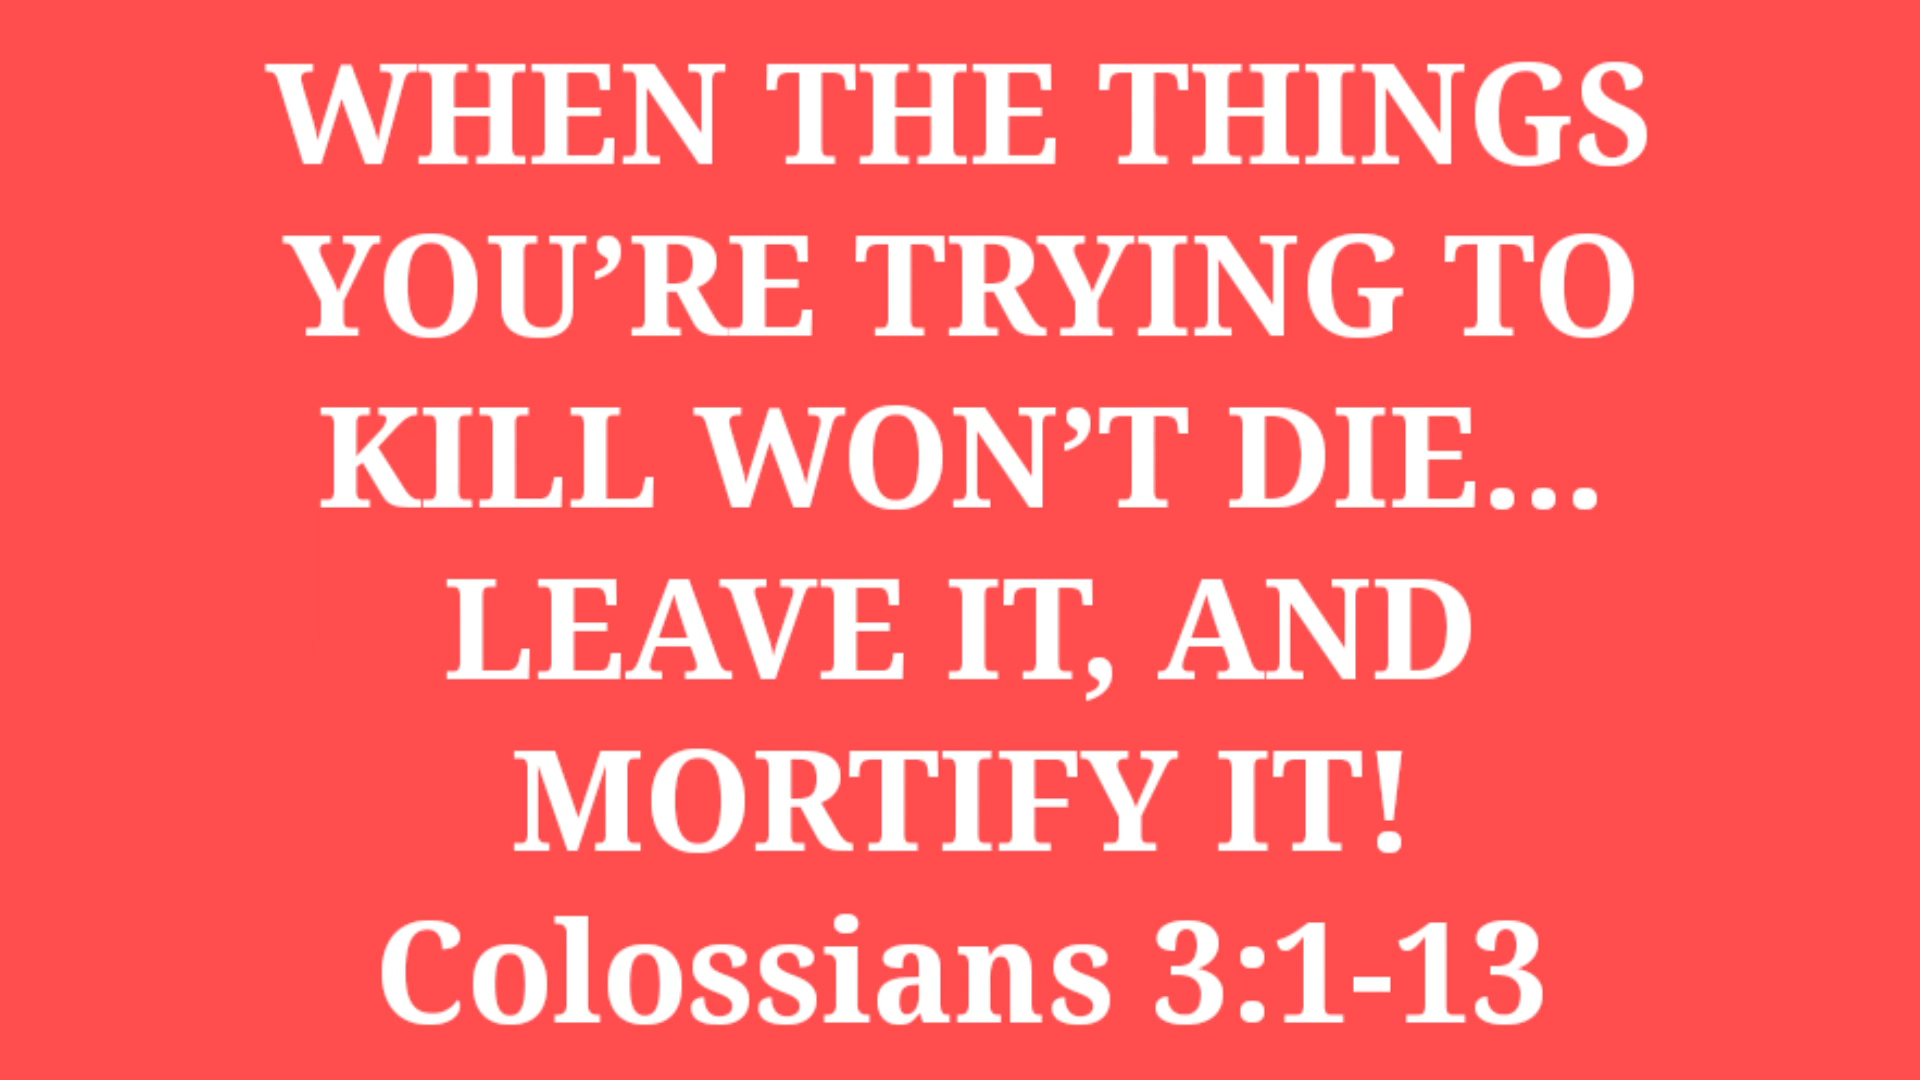 WHEN THE THINGS
YOU’RE TRYING TO
KILL WON’T DIE...
LEAVE IT, AND
MORTIFY IT!
Colossians 3:1-13